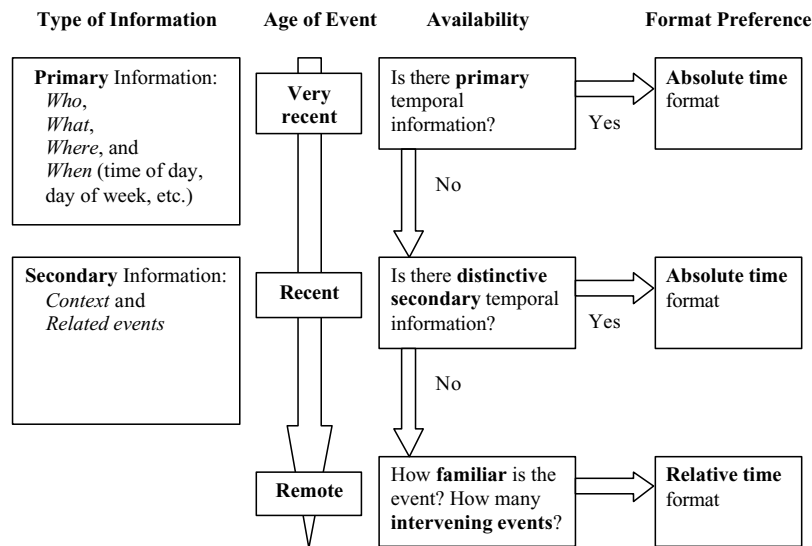 Type of Information
Age of Event
Availability
Format Preference
Primary Information:
Who,
What,
Where, and
When (time of day,
day of week, etc.)
Very
recent
Is there primary
temporal
information?
Yes
Absolute time
format
No
Secondary Information:
Context and
Related events
Recent
Is there distinctive
secondary temporal
information?
Yes
Absolute time
format
No
Remote
How familiar is the
event? How many
intervening events?
Relative time
format